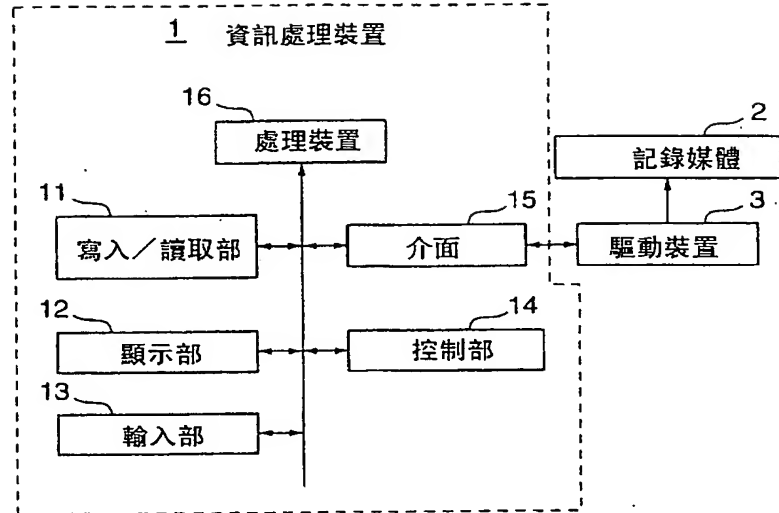 1 資訊處理裝置
16
處理裝置
2
記錄媒體
11
寫入／讀取部
15
介面
3
驅動裝置
12
顯示部
14
控制部
13
輸入部